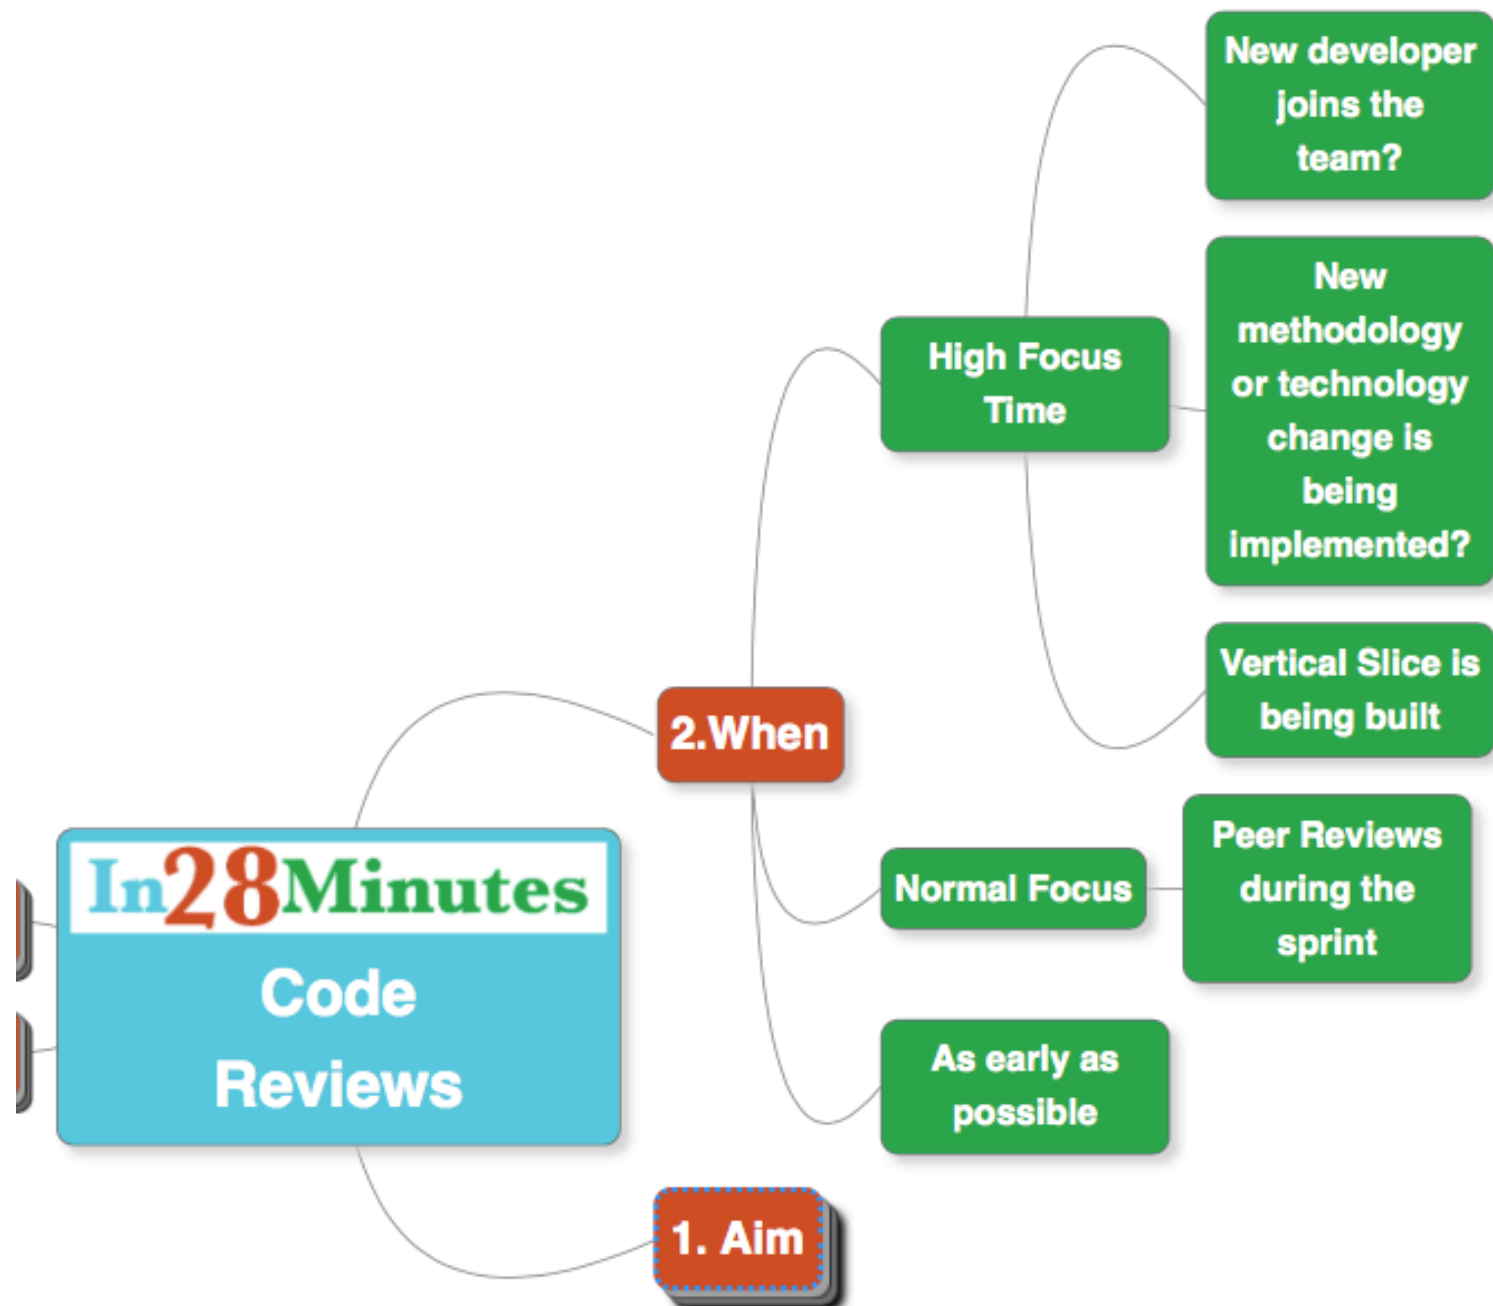 New developer
joins the
team?
New
methodology
or technology
change is
being
implemented?
High Focus
Time
Vertical Slice is
being built
2.When
Peer Reviews
during the
sprint
Normal Focus
In28Minutes
Code
Reviews
As early as
possible
1. Aim